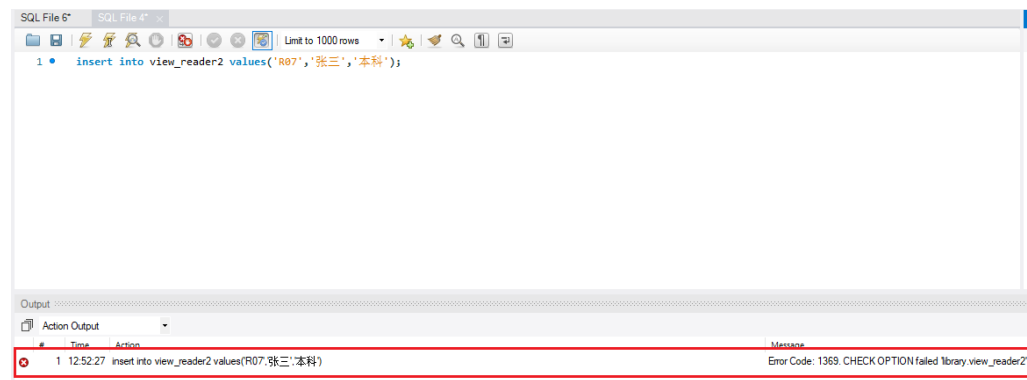 SQL File 6* SQL File 4* ×
Limit to 1000 rows
1 insert into view_reader2 values('R07','张三','本科');
Output
Action Output
# Time Action Message
1 12:52:27 insert into view_reader2 values('R07','张三','本科') Error Code: 1369. CHECK OPTION failed 'library.view_reader2'